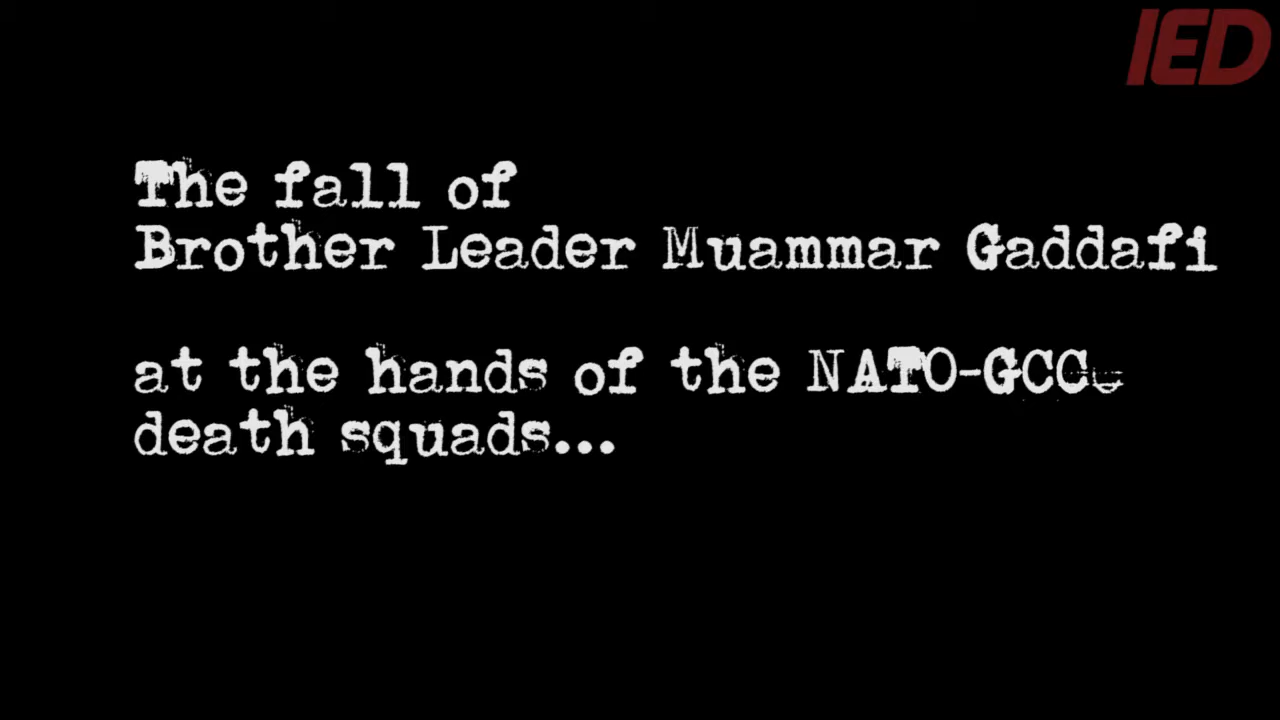 IED
The fall of
Brother Leader Muammar Gaddafi
at the hands of the NATO-GCC
death squads...